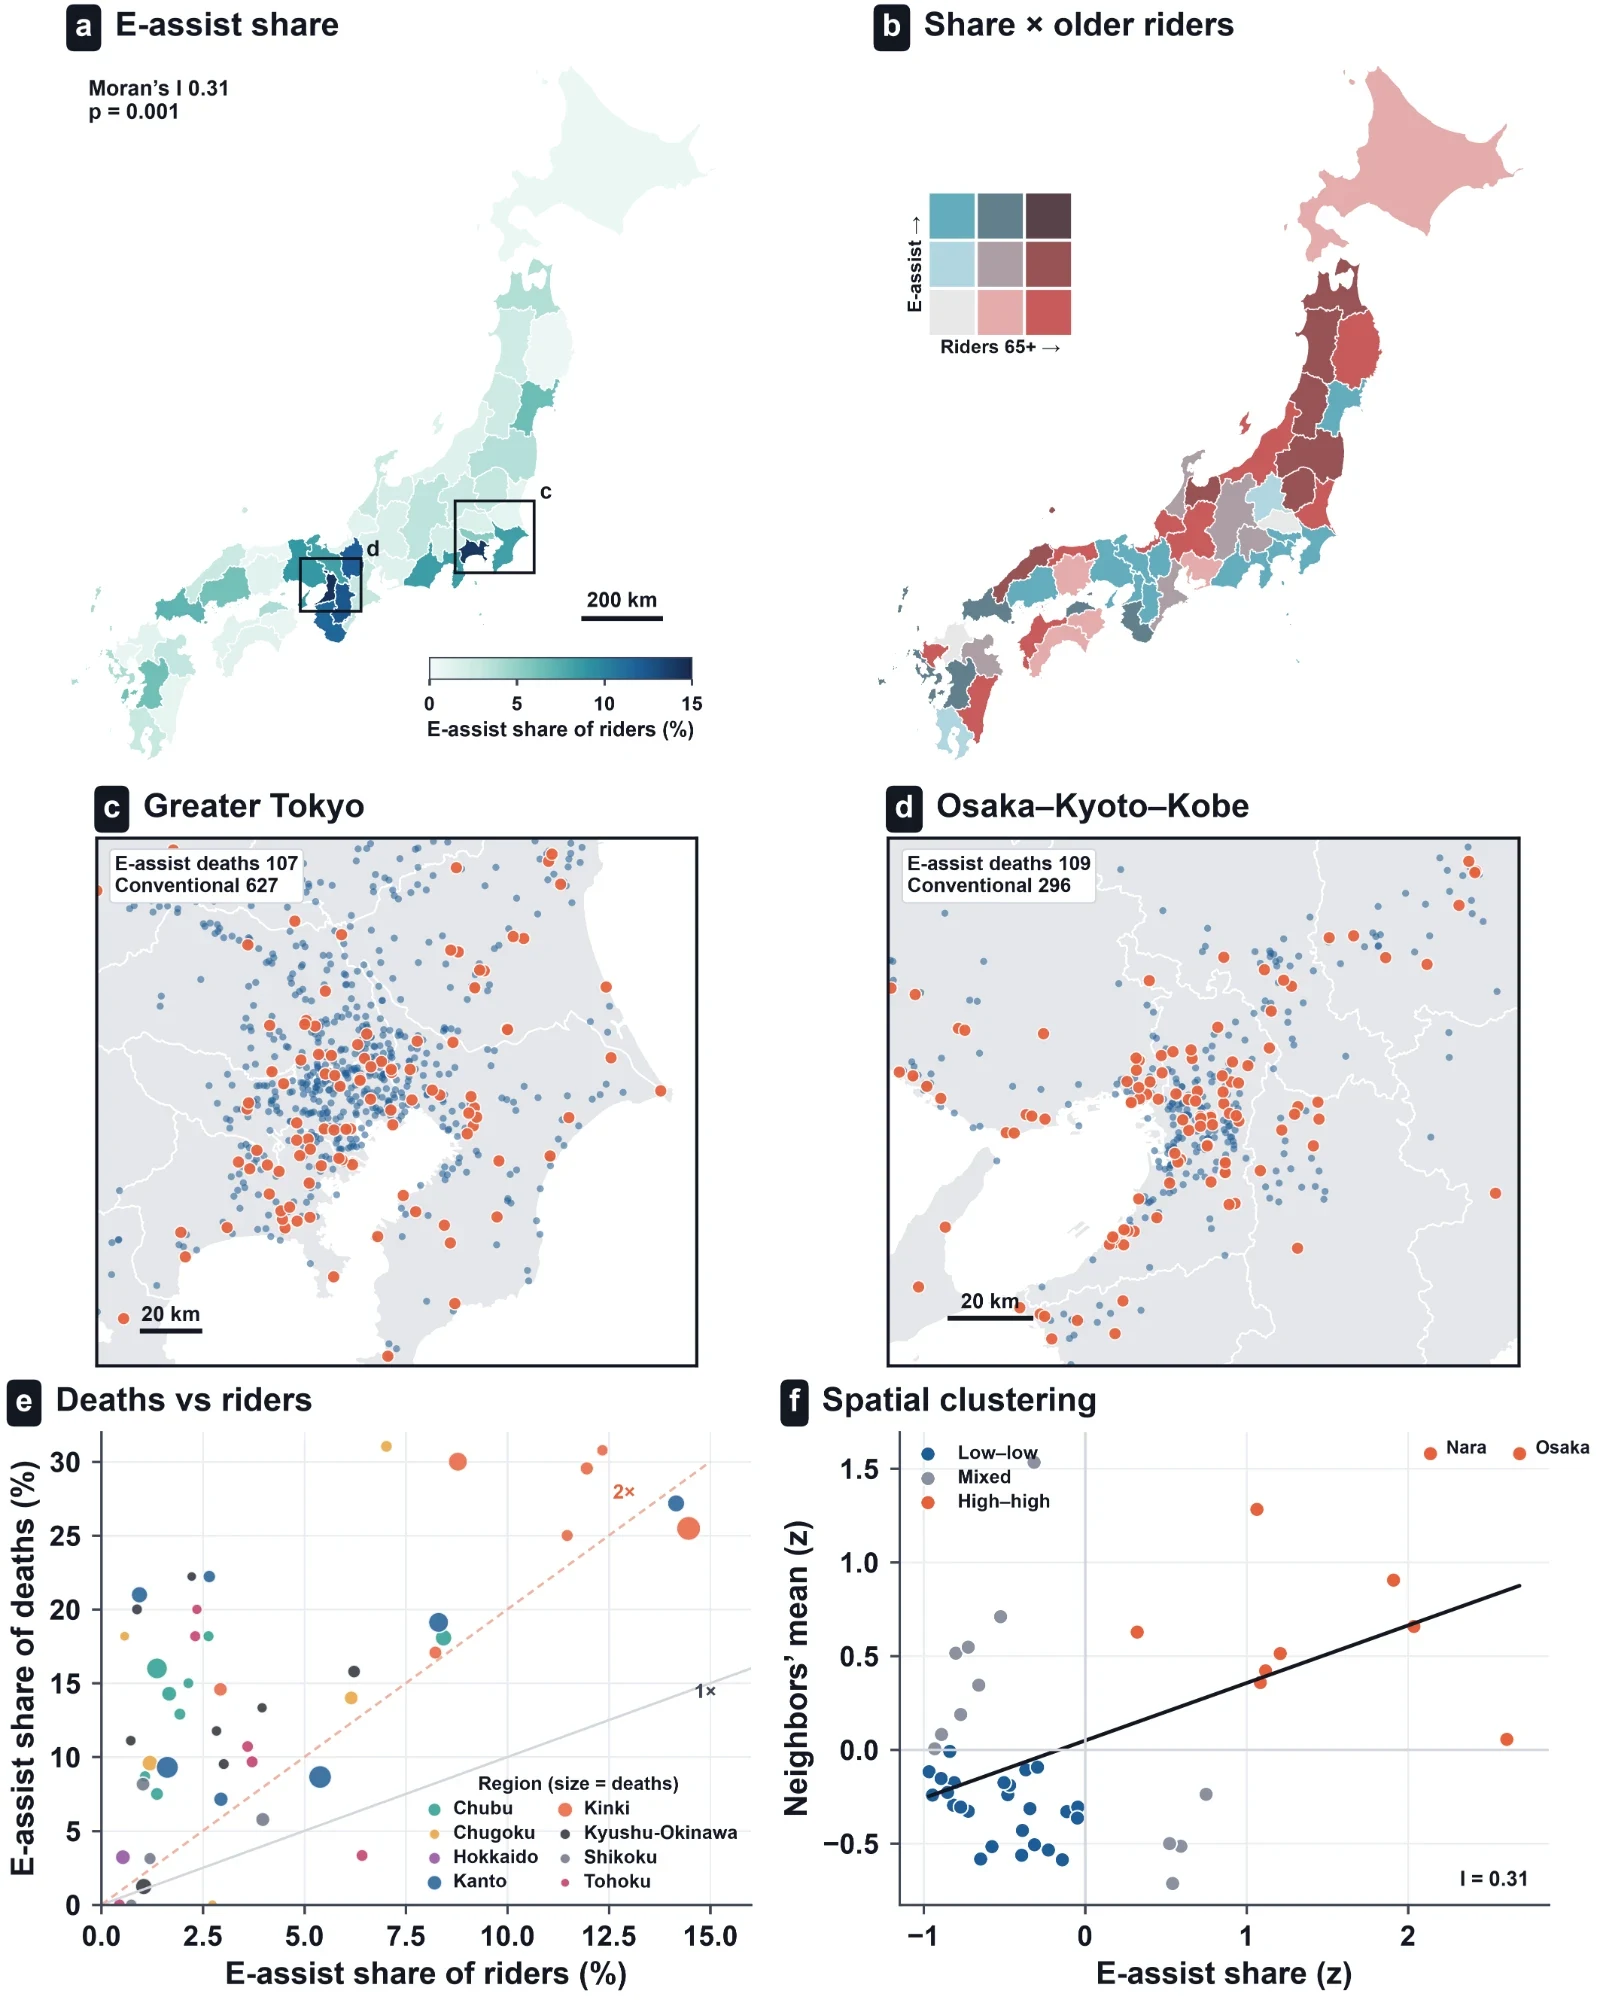 a E-assist share
Moran’s I 0.31
p = 0.001
c
d
200 km
0 5 10 15
E-assist share of riders (%)
b Share × older riders
E-assist →
Riders 65+ →
c Greater Tokyo
E-assist deaths 107
Conventional 627
20 km
d Osaka–Kyoto–Kobe
E-assist deaths 109
Conventional 296
20 km
e Deaths vs riders
E-assist share of deaths (%)
30
25
20
15
10
5
0
2×
1×
Region (size = deaths)
Chubu
Chugoku
Hokkaido
Kanto
Kinki
Kyushu-Okinawa
Shikoku
Tohoku
0.0 2.5 5.0 7.5 10.0 12.5 15.0
E-assist share of riders (%)
f Spatial clustering
Neighbors’ mean (z)
1.5
1.0
0.5
0.0
−0.5
Low–low
Mixed
High–high
Nara
Osaka
I = 0.31
−1 0 1 2
E-assist share (z)